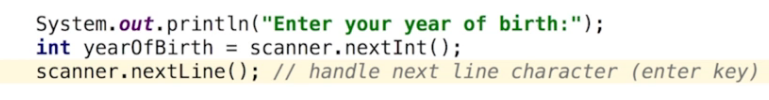 System.out.println("Enter your year of birth:");
int yearOfBirth = scanner.nextInt();
scanner.nextLine(); // handle next line character (enter key)